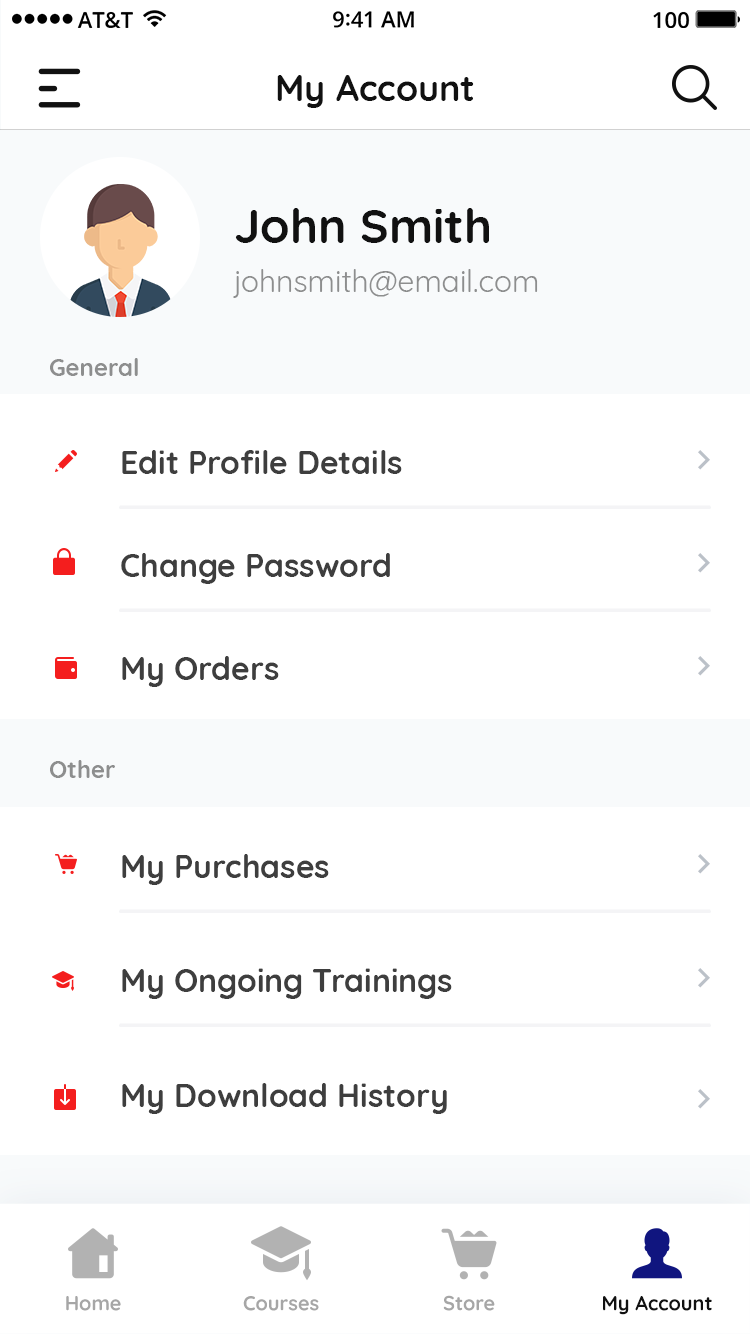 AT&T 9:41 AM 100
My Account
John Smith
johnsmith@email.com
General
Edit Profile Details
Change Password
My Orders
Other
My Purchases
My Ongoing Trainings
My Download History
Home Courses Store My Account